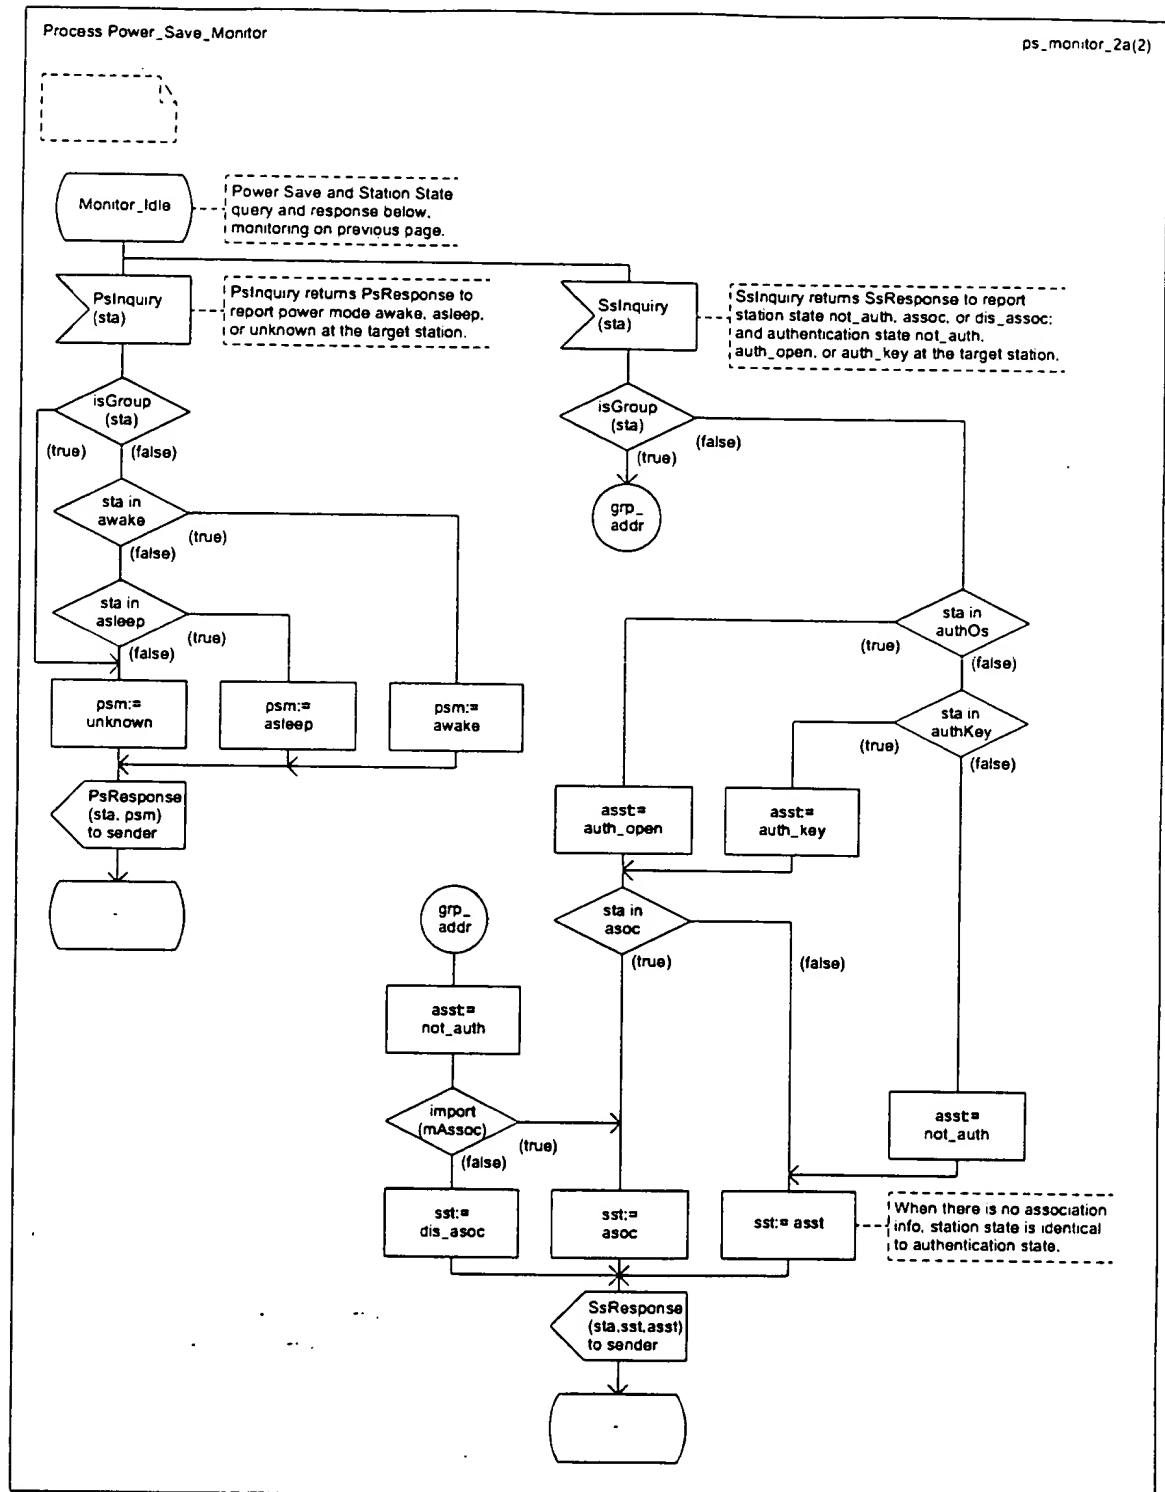 Process Power_Save_Monitor
ps_monitor_2a(2)
Monitor_Idle
Power Save and Station State
query and response below,
monitoring on previous page.
PsInquiry
(sta)
PsInquiry returns PsResponse to
report power mode awake, asleep,
or unknown at the target station.
SsInquiry
(sta)
SsInquiry returns SsResponse to report
station state not_auth, assoc, or dis_assoc;
and authentication state not_auth,
auth_open, or auth_key at the target station.
isGroup
(sta)
(true)
(false)
isGroup
(sta)
(false)
(true)
grp_
addr
sta in
awake
(true)
(false)
sta in
asleep
(true)
(false)
sta in
authOs
(true)
(false)
psm:=
unknown
psm:=
asleep
psm:=
awake
sta in
authKey
(true)
(false)
PsResponse
(sta, psm)
to sender
asst:=
auth_open
asst:=
auth_key
-
grp_
addr
sta in
asoc
(true)
(false)
asst:=
not_auth
import
(mAssoc)
(true)
(false)
asst:=
not_auth
sst:=
dis_asoc
sst:=
asoc
sst:= asst
When there is no association
info, station state is identical
to authentication state.
SsResponse
(sta,sst,asst)
to sender
-